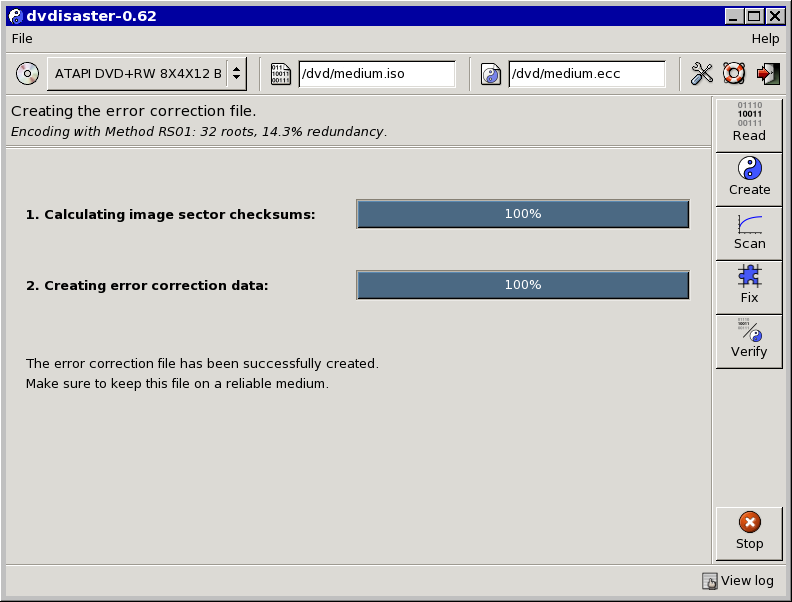 dvdisaster-0.62
File
Help
ATAPI DVD+RW 8X4X12 B
/dvd/medium.iso
/dvd/medium.ecc
Creating the error correction file.
Encoding with Method RS01: 32 roots, 14.3% redundancy.
1. Calculating image sector checksums:
100%
2. Creating error correction data:
100%
The error correction file has been successfully created.
Make sure to keep this file on a reliable medium.
01110
10011
00111
Read
Create
Scan
Fix
Verify
Stop
View log